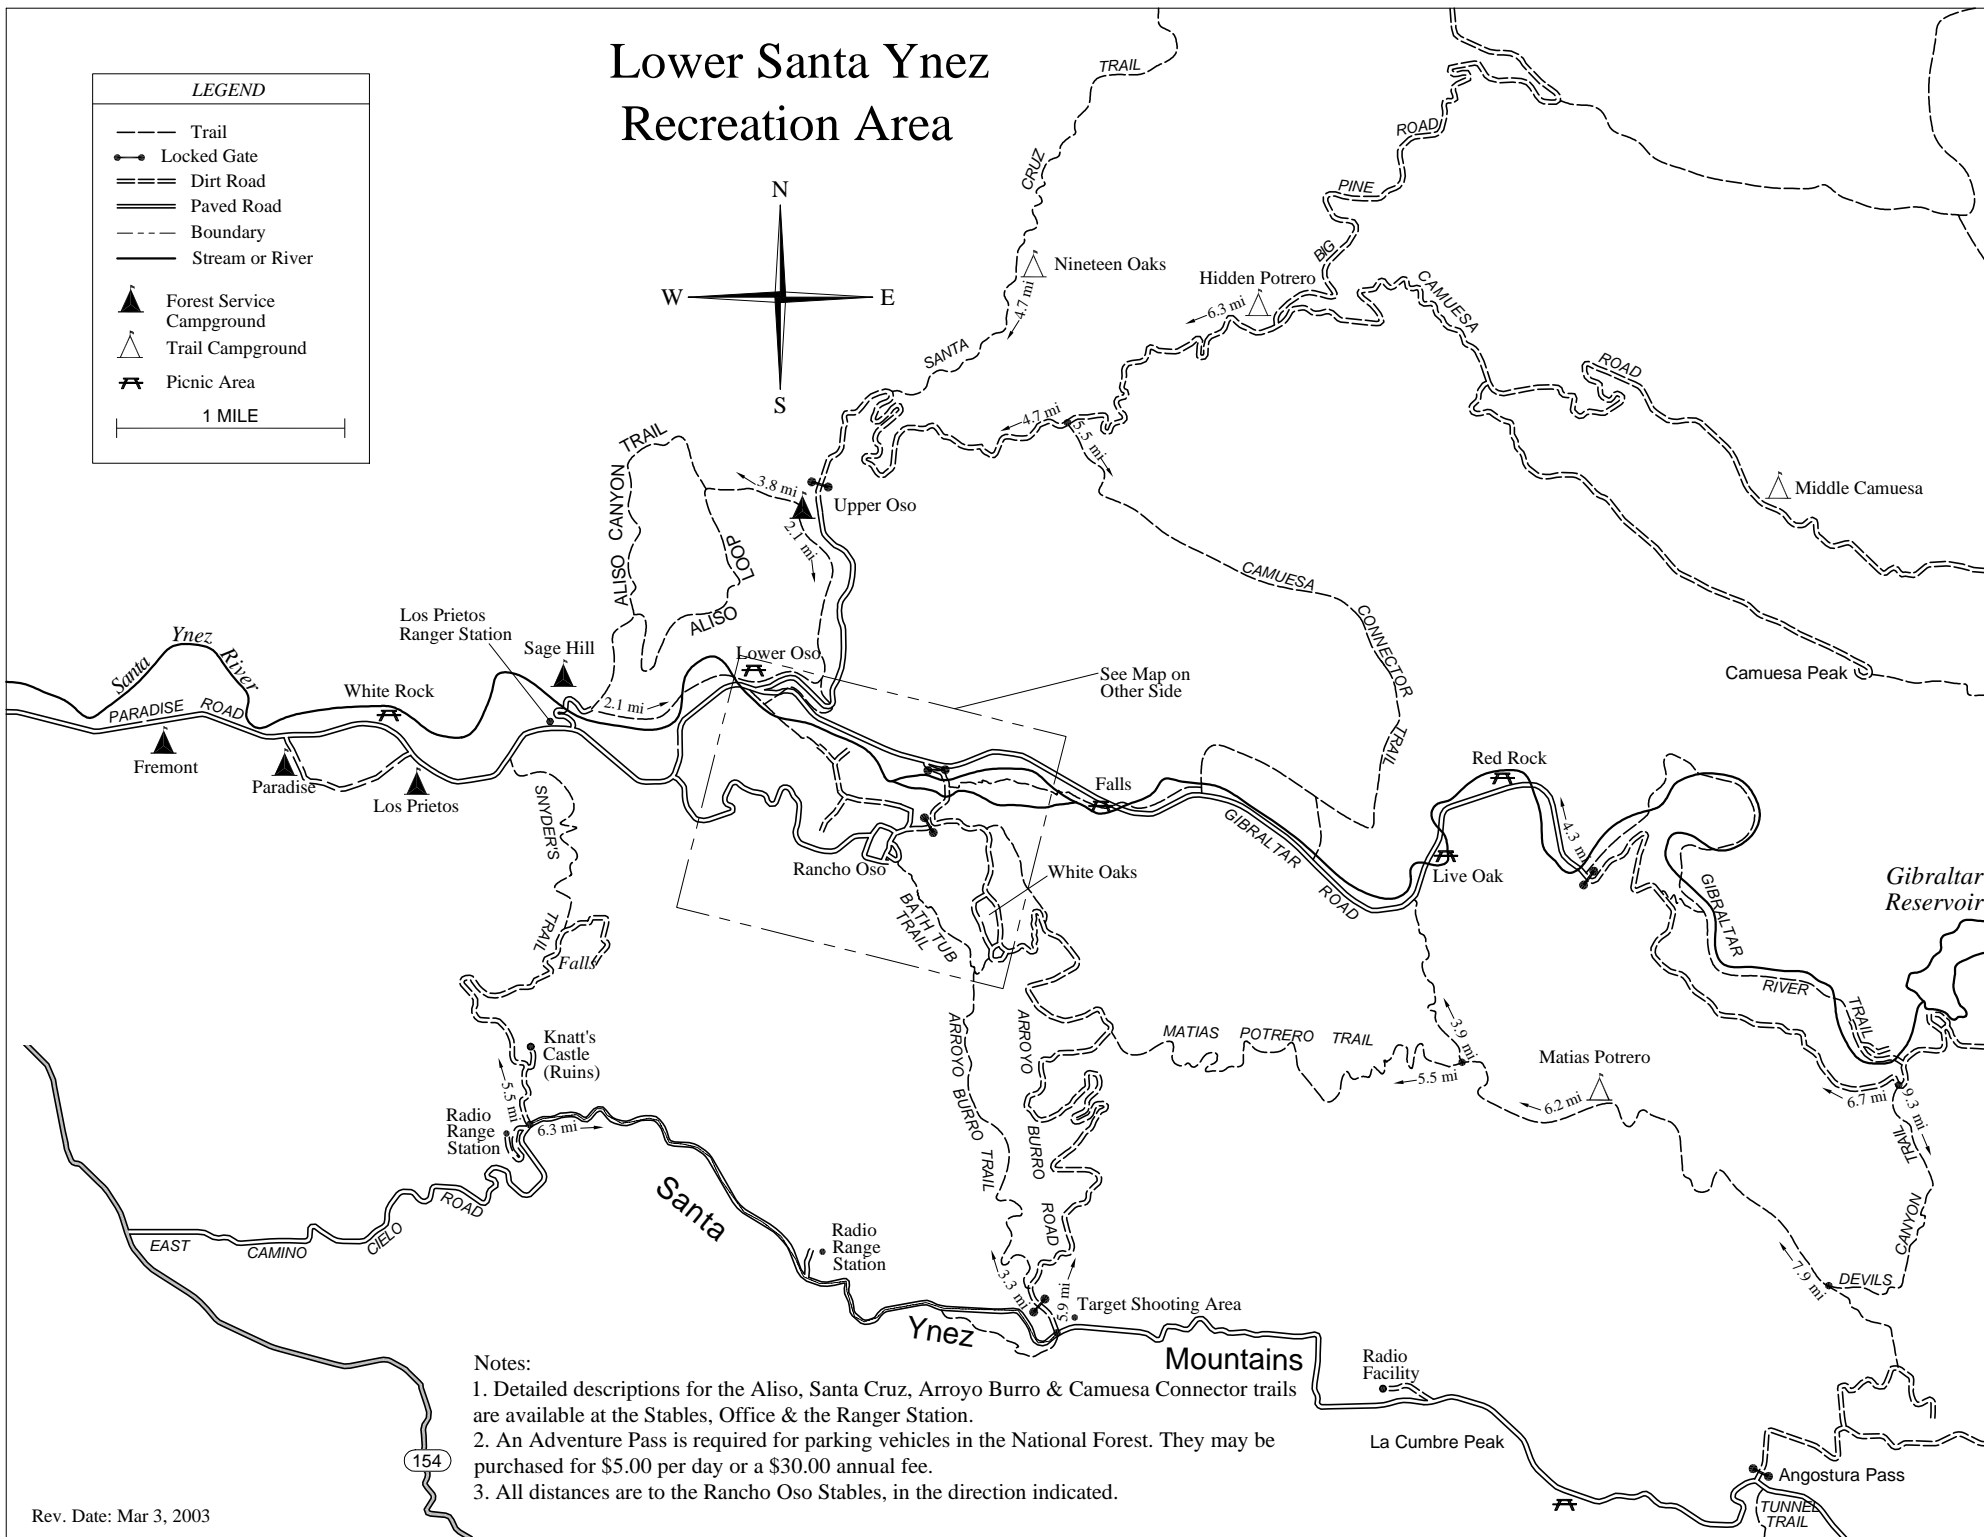 Lower Santa Ynez
Recreation Area
LEGEND
Trail
Locked Gate
Dirt Road
Paved Road
Boundary
Stream or River
Forest Service
Campground
Trail Campground
Picnic Area
1 MILE
N
W
E
S
TRAIL
CRUZ
SANTA
Nineteen Oaks
4.7 mi
ROAD
PINE
BIG
Hidden Potrero
6.3 mi
CAMUESA
ROAD
4.7 mi
5.5 mi
Middle Camuesa
ALISO CANYON
TRAIL
LOOP
ALISO
3.8 mi
Upper Oso
2.1 mi
CAMUESA
CONNECTOR
TRAIL
Camuesa Peak
Los Prietos
Ranger Station
Sage Hill
Lower Oso
See Map on
Other Side
Santa
Ynez
River
White Rock
PARADISE
ROAD
2.1 mi
Fremont
Paradise
Los Prietos
Falls
Red Rock
4.3 mi
Live Oak
GIBRALTAR
ROAD
Rancho Oso
White Oaks
BATH TUB
TRAIL
SNYDER'S
TRAIL
Falls
Gibraltar
Reservoir
GIBRALTAR
RIVER
TRAIL
Knatt's
Castle
(Ruins)
5.5 mi
Radio
Range
Station
6.3 mi
ARROYO BURRO TRAIL
ARROYO
BURRO
ROAD
MATIAS POTRERO TRAIL
3.9 mi
5.5 mi
Matias Potrero
6.2 mi
6.7 mi
9.3 mi
TRAIL
CANYON
DEVILS
7.9 mi
EAST
CAMINO
CIELO
ROAD
Santa
Radio
Range
Station
3.3 mi
5.9 mi
Target Shooting Area
Ynez
Mountains
Radio
Facility
La Cumbre Peak
Angostura Pass
TUNNEL
TRAIL
154
Notes:
1. Detailed descriptions for the Aliso, Santa Cruz, Arroyo Burro & Camuesa Connector trails
are available at the Stables, Office & the Ranger Station.
2. An Adventure Pass is required for parking vehicles in the National Forest. They may be
purchased for $5.00 per day or a $30.00 annual fee.
3. All distances are to the Rancho Oso Stables, in the direction indicated.
Rev. Date: Mar 3, 2003